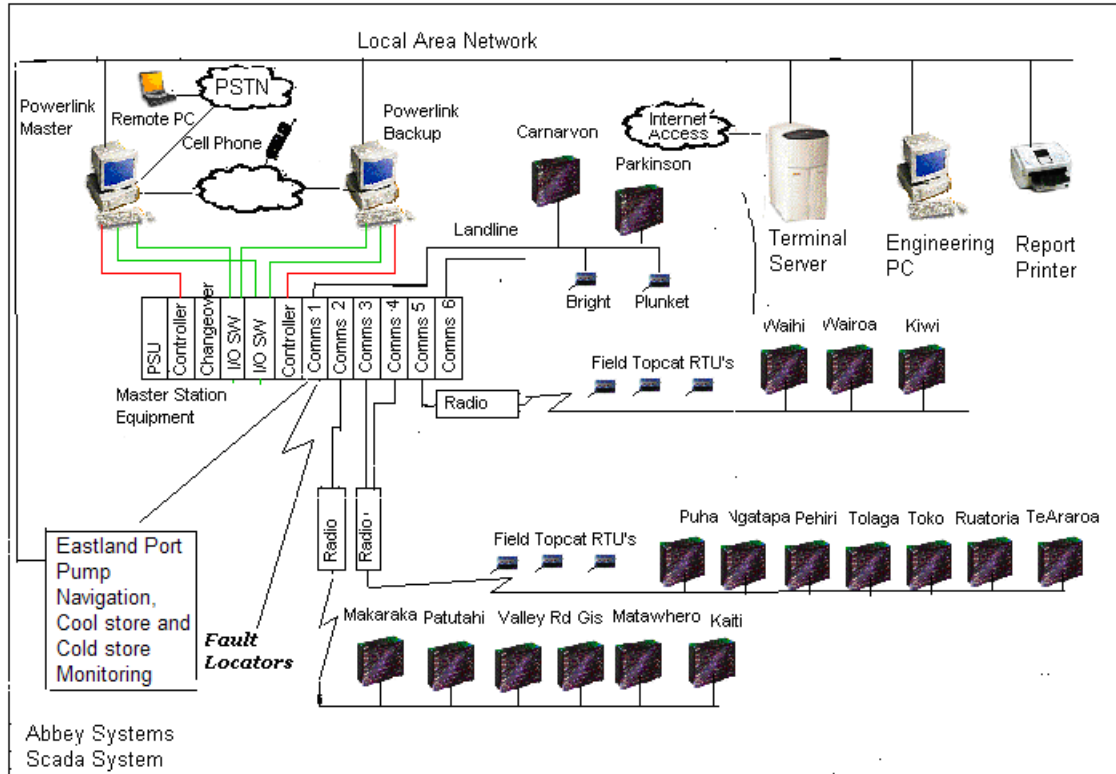 Local Area Network
PSTN
Powerlink
Master
Remote PC
Cell Phone
Powerlink
Backup
Carnarvon
Internet
Access
Parkinson
Landline
Terminal
Server
Engineering
PC
Report
Printer
Bright
Plunket
PSU
Controller
Changeover
I/O SW
I/O SW
Controller
Comms 1
Comms 2
Comms 3
Comms 4
Comms 5
Comms 6
Master Station
Equipment
Waihi
Wairoa
Kiwi
Field Topcat RTU's
Radio
Radio
Radio
Puha
Ngatapa
Pehiri
Tolaga
Toko
Ruatoria
TeAraroa
Field Topcat RTU's
Eastland Port
Pump
Navigation,
Cool store and
Cold store
Monitoring
Fault
Locators
Makaraka
Patutahi
Valley Rd
Gis
Matawhero
Kaiti
Abbey Systems
Scada System